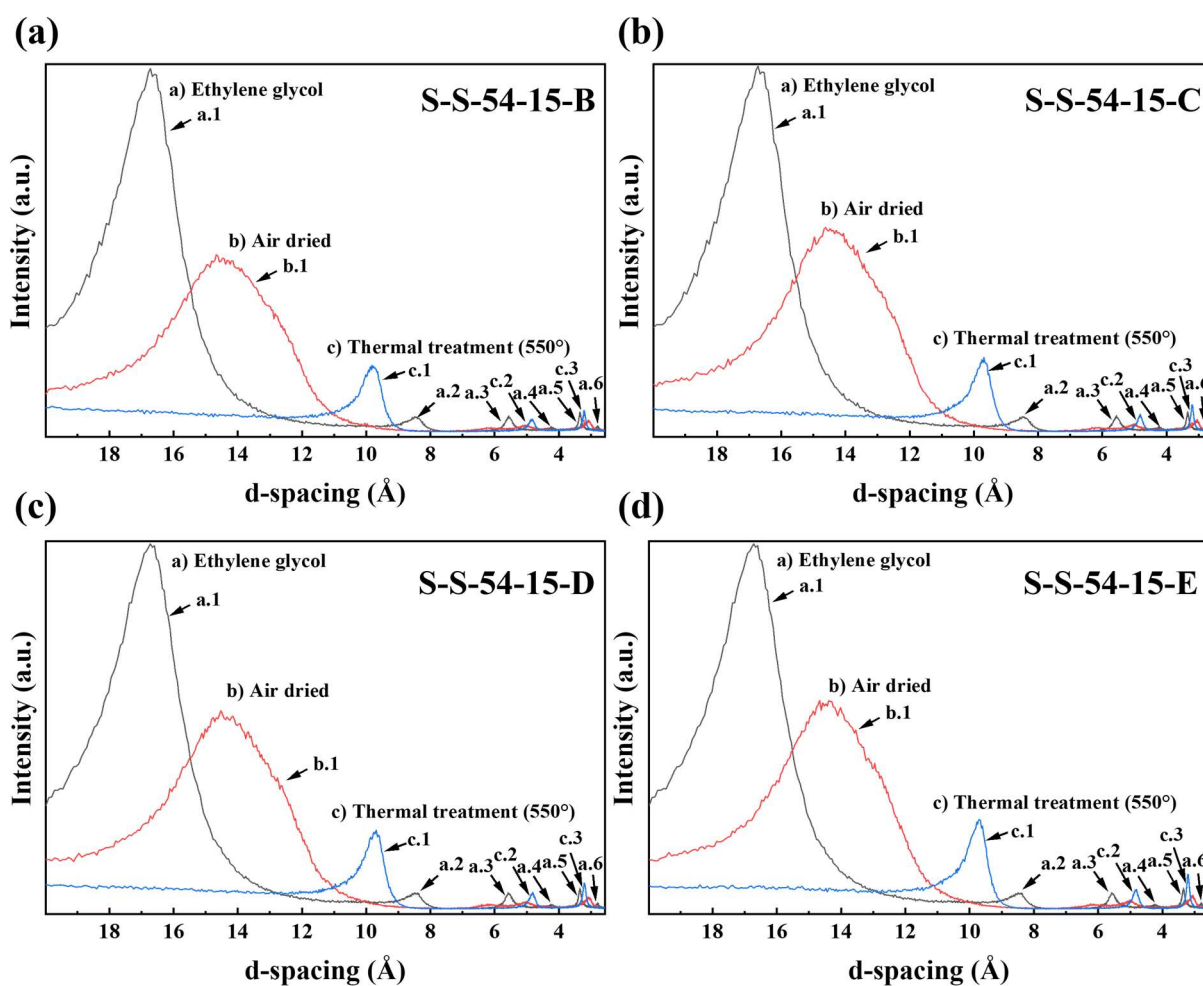 (a)
S-S-54-15-B
a) Ethylene glycol
a.1
b) Air dried
b.1
c) Thermal treatment (550°)
c.1
a.2
a.3
c.2
a.4
a.5
c.3
a.6
Intensity (a.u.)
18 16 14 12 10 8 6 4
d-spacing (Å)
(b)
S-S-54-15-C
a) Ethylene glycol
a.1
b) Air dried
b.1
c) Thermal treatment (550°)
c.1
a.2
a.3
c.2
a.4
a.5
c.3
a.6
Intensity (a.u.)
18 16 14 12 10 8 6 4
d-spacing (Å)
(c)
S-S-54-15-D
a) Ethylene glycol
a.1
b) Air dried
b.1
c) Thermal treatment (550°)
c.1
a.2
a.3
c.2
a.4
a.5
c.3
a.6
Intensity (a.u.)
18 16 14 12 10 8 6 4
d-spacing (Å)
(d)
S-S-54-15-E
a) Ethylene glycol
a.1
b) Air dried
b.1
c) Thermal treatment (550°)
c.1
a.2
a.3
c.2
a.4
a.5
c.3
a.6
Intensity (a.u.)
18 16 14 12 10 8 6 4
d-spacing (Å)